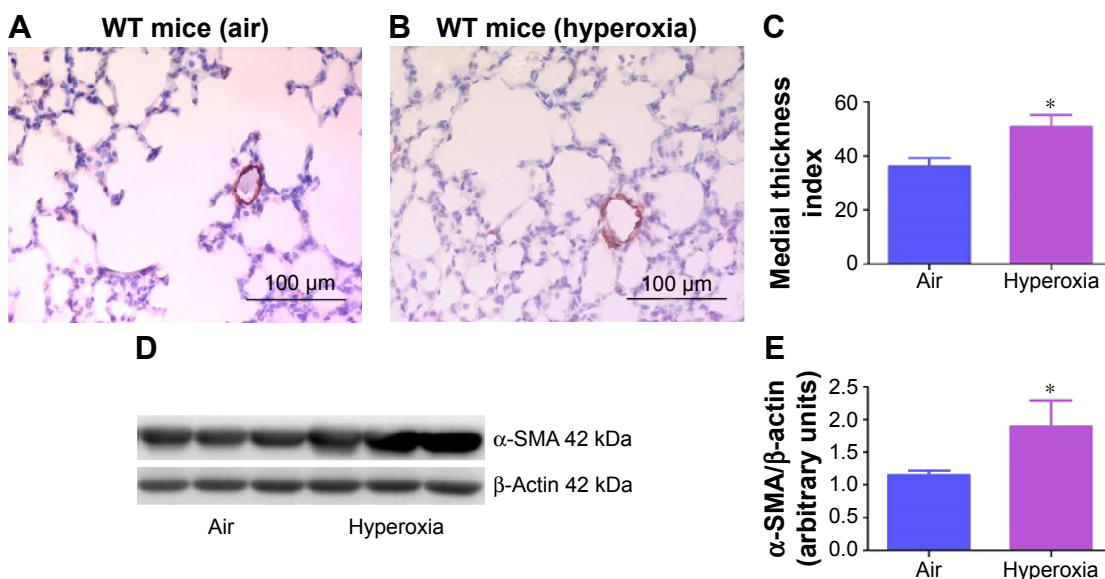 A WT mice (air)
100 µm
B WT mice (hyperoxia)
100 µm
C
Medial thickness
index
60
40
20
0
*
Air Hyperoxia
D
α-SMA 42 kDa
β-Actin 42 kDa
Air Hyperoxia
E
α-SMA/β-actin
(arbitrary units)
2.5
2.0
1.5
1.0
0.5
0.0
*
Air Hyperoxia